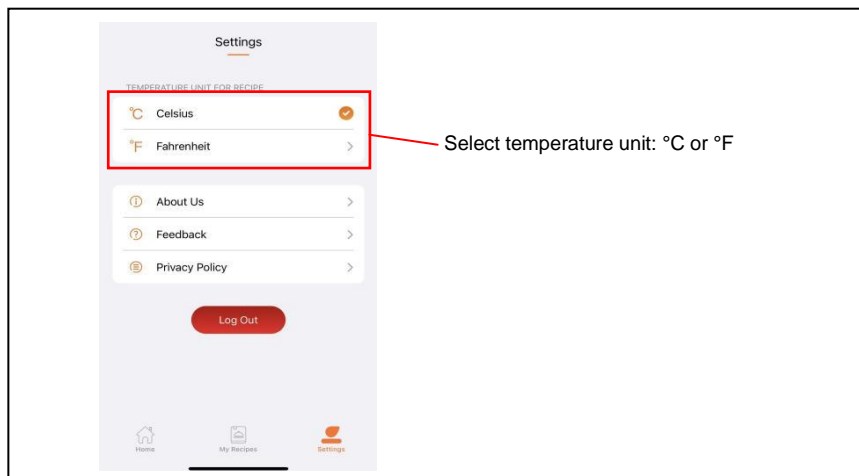 Settings
TEMPERATURE UNIT FOR RECIPE
°C Celsius
°F Fahrenheit
Select temperature unit: °C or °F
About Us
Feedback
Privacy Policy
Log Out
Home My Recipes Settings